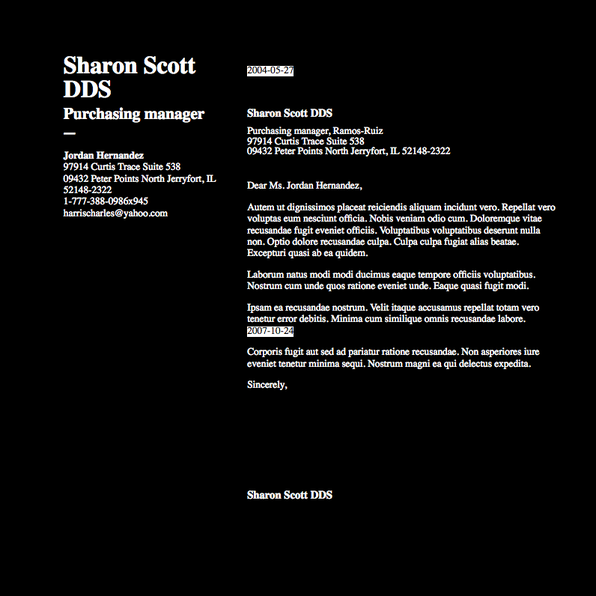 Sharon Scott
DDS
Purchasing manager
Jordan Hernandez
97914 Curtis Trace Suite 538
09432 Peter Points North Jerryfort, IL
52148-2322
1-777-388-0986x945
harrischarles@yahoo.com
2004-05-27
Sharon Scott DDS
Purchasing manager, Ramos-Ruiz
97914 Curtis Trace Suite 538
09432 Peter Points North Jerryfort, IL 52148-2322
Dear Ms. Jordan Hernandez,
Autem ut dignissimos placeat reiciendis aliquam incidunt vero. Repellat vero
voluptas eum nesciunt officia. Nobis veniam odio cum. Doloremque vitae
recusandae fugit eveniet officiis. Voluptatibus voluptatibus deserunt nulla
non. Optio dolore recusandae culpa. Culpa culpa fugiat alias beatae.
Excepturi quasi ab ea quidem.
Laborum natus modi modi ducimus eaque tempore officiis voluptatibus.
Nostrum cum unde quos ratione eveniet unde. Eaque quasi fugit modi.
Ipsam ea recusandae nostrum. Velit itaque accusamus repellat totam vero
tenetur error debitis. Minima cum similique omnis recusandae labore.
2007-10-24
Corporis fugit aut sed ad pariatur ratione recusandae. Non asperiores iure
eveniet tenetur minima sequi. Nostrum magni ea qui delectus expedita.
Sincerely,
Sharon Scott DDS